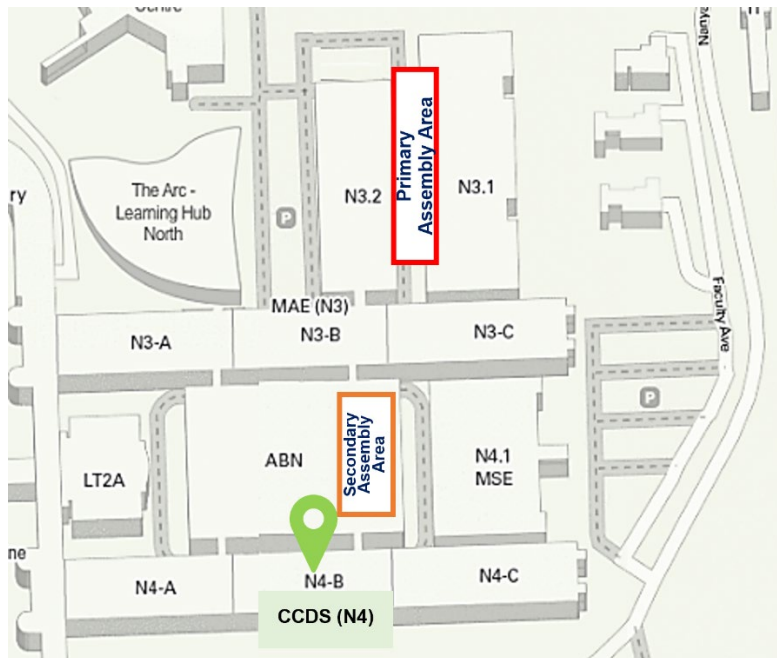 Centre
Nanya
ry
The Arc -
Learning Hub
North
P
N3.2
Primary
Assembly Area
N3.1
Faculty Ave
MAE (N3)
N3-A
N3-B
N3-C
P
LT2A
ABN
Secondary
Assembly
Area
N4.1
MSE
ne
N4-A
N4-B
N4-C
CCDS (N4)